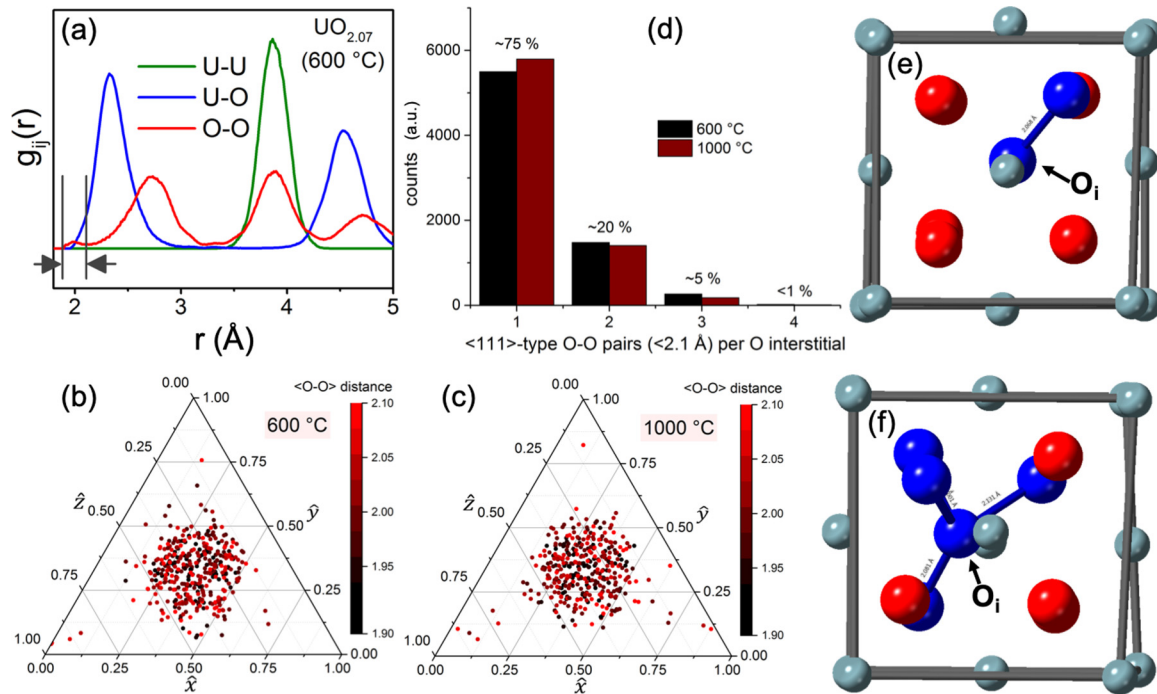 (a)
UO2.07
(600 °C)
U-U
U-O
O-O
gij(r)
2 3 4 5
r (Å)
(d)
~75 %
~20 %
~5 %
<1 %
600 °C
1000 °C
counts (a.u.)
6000
4000
2000
0
1 2 3 4
<111>-type O-O pairs (<2.1 Å) per O interstitial
(e)
2.068 Å
Oi
(b)
600 °C
<O-O> distance
2.10
2.05
2.00
1.95
1.90
0.00
1.00
0.25
0.75
ẑ
0.50
0.50
ŷ
0.75
0.25
1.00
0.00
0.00 0.25 0.50 0.75 1.00
x̂
(c)
1000 °C
<O-O> distance
2.10
2.05
2.00
1.95
1.90
0.00
1.00
0.25
0.75
ẑ
0.50
0.50
ŷ
0.75
0.25
1.00
0.00
0.00 0.25 0.50 0.75 1.00
x̂
(f)
2.331 Å
2.081 Å
Oi